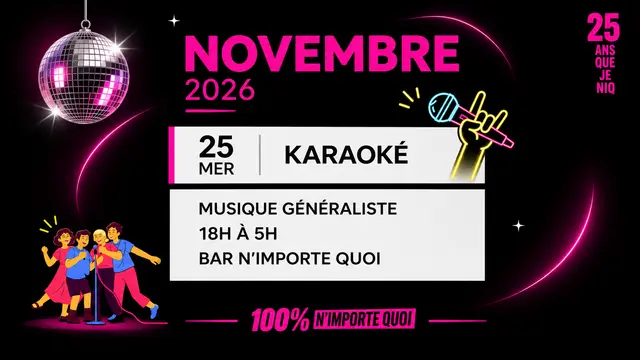 NOVEMBRE
2026
25
ANS
QUE
JE
NIQ
25
MER
KARAOKÉ
MUSIQUE GÉNÉRALISTE
18H À 5H
BAR N'IMPORTE QUOI
100% N'IMPORTE QUOI